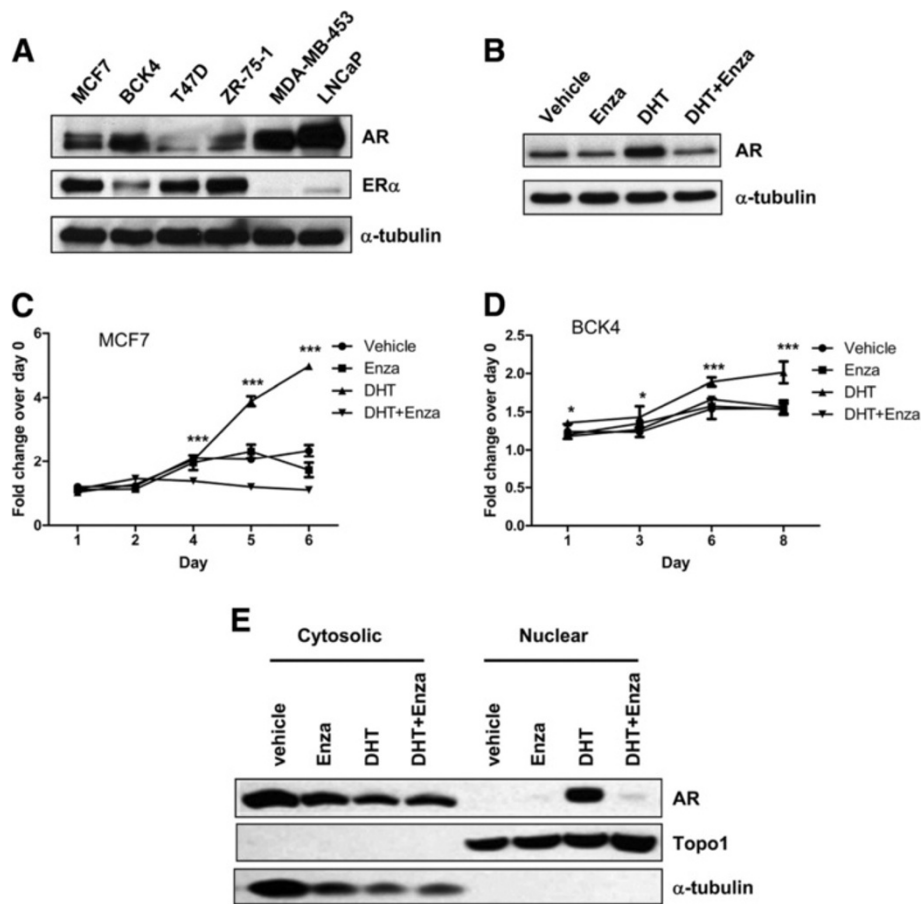 A
MCF7 BCK4 T47D ZR-75-1 MDA-MB-453 LNCaP
AR
ERα
α-tubulin
B
Vehicle Enza DHT DHT+Enza
AR
α-tubulin
C
MCF7
Fold change over day 0
6
4
2
0
1 2 4 5 6
Day
*** *** ***
Vehicle
Enza
DHT
DHT+Enza
D
BCK4
Fold change over day 0
2.5
2.0
1.5
1.0
0.5
0.0
1 3 6 8
Day
* * *** ***
Vehicle
Enza
DHT
DHT+Enza
E
Cytosolic Nuclear
vehicle Enza DHT DHT+Enza vehicle Enza DHT DHT+Enza
AR
Topo1
α-tubulin